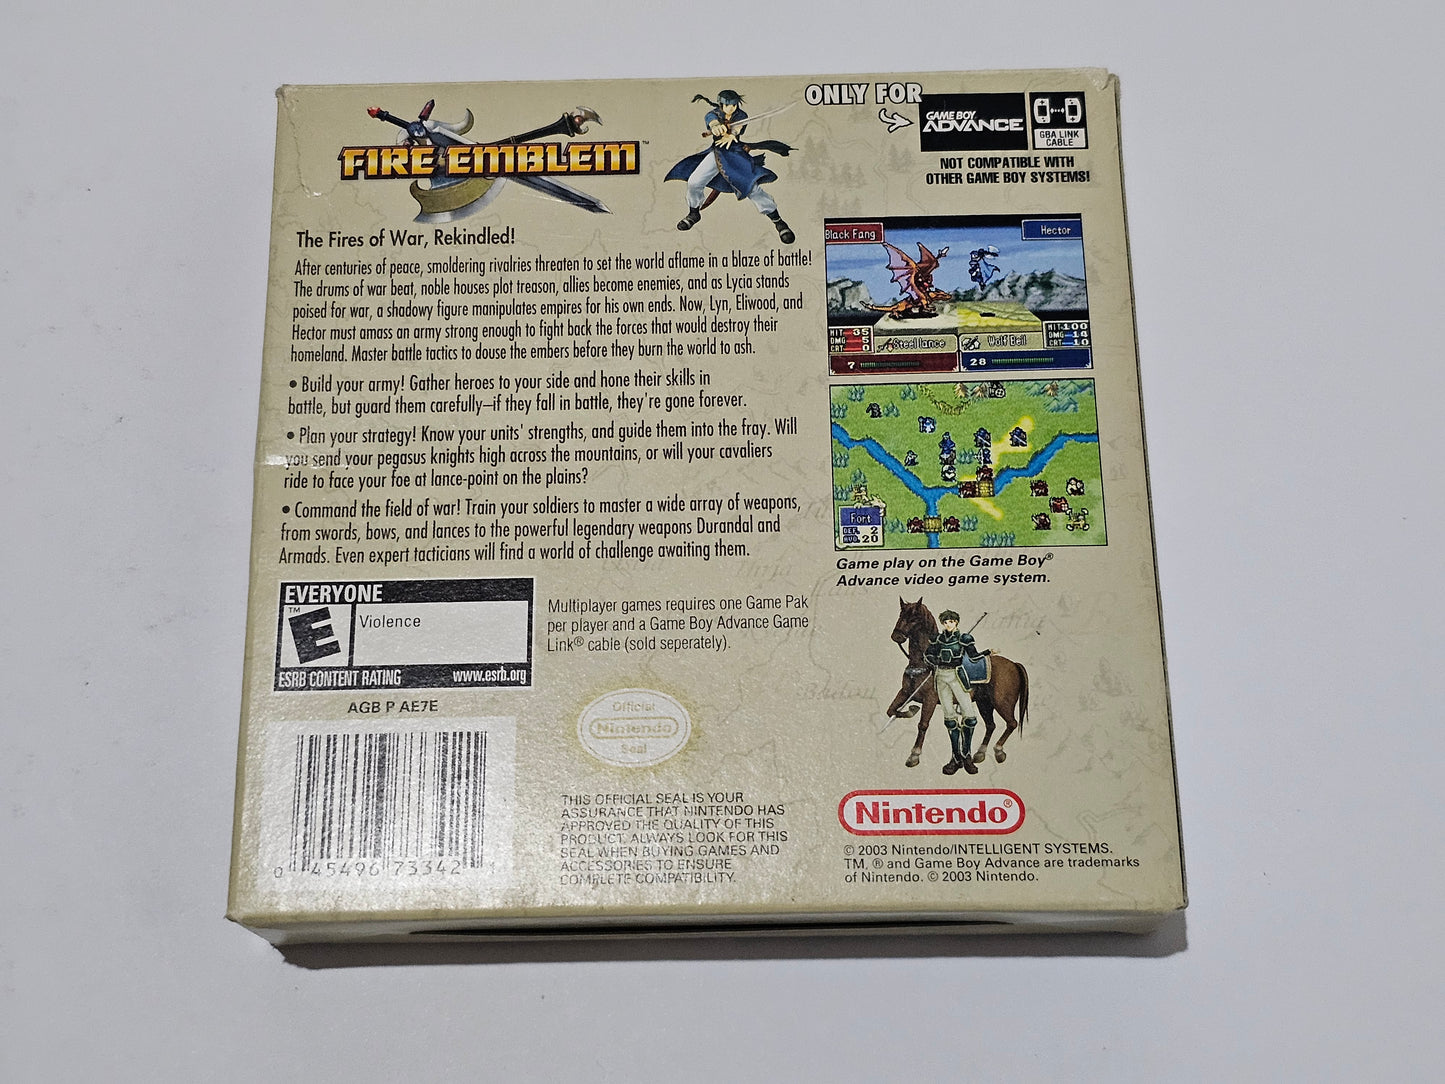 FIRE EMBLEM™
ONLY FOR
GAME BOY
ADVANCE
GBA LINK
CABLE
NOT COMPATIBLE WITH
OTHER GAME BOY SYSTEMS!
The Fires of War, Rekindled!
After centuries of peace, smoldering rivalries threaten to set the world aflame in a blaze of battle!
The drums of war beat, noble houses plot treason, allies become enemies, and as Lycia stands
poised for war, a shadowy figure manipulates empires for his own ends. Now, Lyn, Eliwood, and
Hector must amass an army strong enough to fight back the forces that would destroy their
homeland. Master battle tactics to douse the embers before they burn the world to ash.
• Build your army! Gather heroes to your side and hone their skills in
battle, but guard them carefully—if they fall in battle, they're gone forever.
• Plan your strategy! Know your units' strengths, and guide them into the fray. Will
you send your pegasus knights high across the mountains, or will your cavaliers
ride to face your foe at lance-point on the plains?
• Command the field of war! Train your soldiers to master a wide array of weapons,
from swords, bows, and lances to the powerful legendary weapons Durandal and
Armads. Even expert tacticians will find a world of challenge awaiting them.
Black Fang
Hector
HIT 35
DMG 5
CRT 0
Steel lance
Wolf Beil
HIT 100
DMG 14
CRT 10
7
28
Fort
DEF. 2
AVO. 20
Game play on the Game Boy®
Advance video game system.
EVERYONE
E™
Violence
ESRB CONTENT RATING www.esrb.org
Multiplayer games requires one Game Pak
per player and a Game Boy Advance Game
Link® cable (sold seperately).
AGB P AE7E
0 45496 73342 1
Official
Nintendo
Seal
THIS OFFICIAL SEAL IS YOUR
ASSURANCE THAT NINTENDO HAS
APPROVED THE QUALITY OF THIS
PRODUCT. ALWAYS LOOK FOR THIS
SEAL WHEN BUYING GAMES AND
ACCESSORIES TO ENSURE
COMPLETE COMPATIBILITY.
Nintendo®
© 2003 Nintendo/INTELLIGENT SYSTEMS.
TM, ® and Game Boy Advance are trademarks
of Nintendo. © 2003 Nintendo.